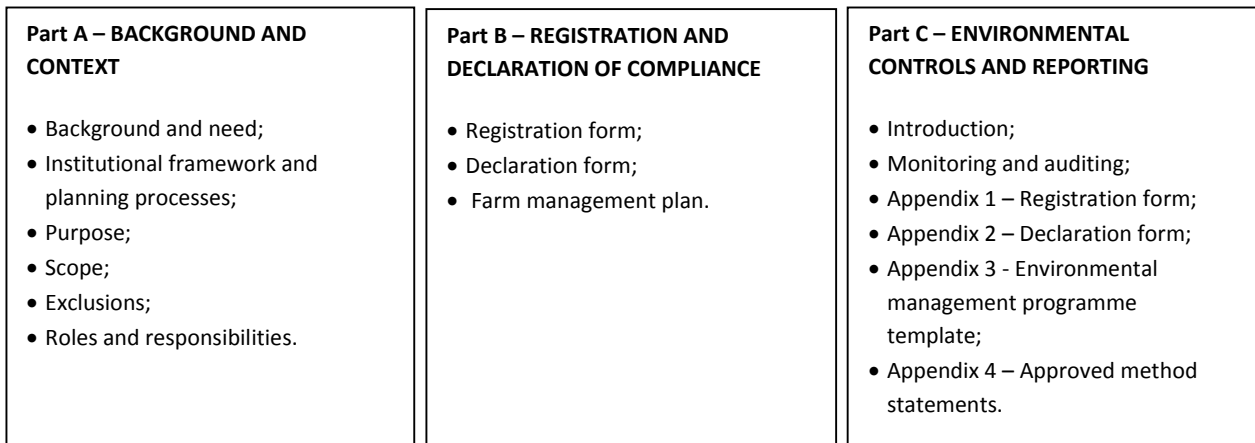 Part A – BACKGROUND AND
CONTEXT
• Background and need;
• Institutional framework and
planning processes;
• Purpose;
• Scope;
• Exclusions;
• Roles and responsibilities.
Part B – REGISTRATION AND
DECLARATION OF COMPLIANCE
• Registration form;
• Declaration form;
• Farm management plan.
Part C – ENVIRONMENTAL
CONTROLS AND REPORTING
• Introduction;
• Monitoring and auditing;
• Appendix 1 – Registration form;
• Appendix 2 – Declaration form;
• Appendix 3 - Environmental
management programme
template;
• Appendix 4 – Approved method
statements.